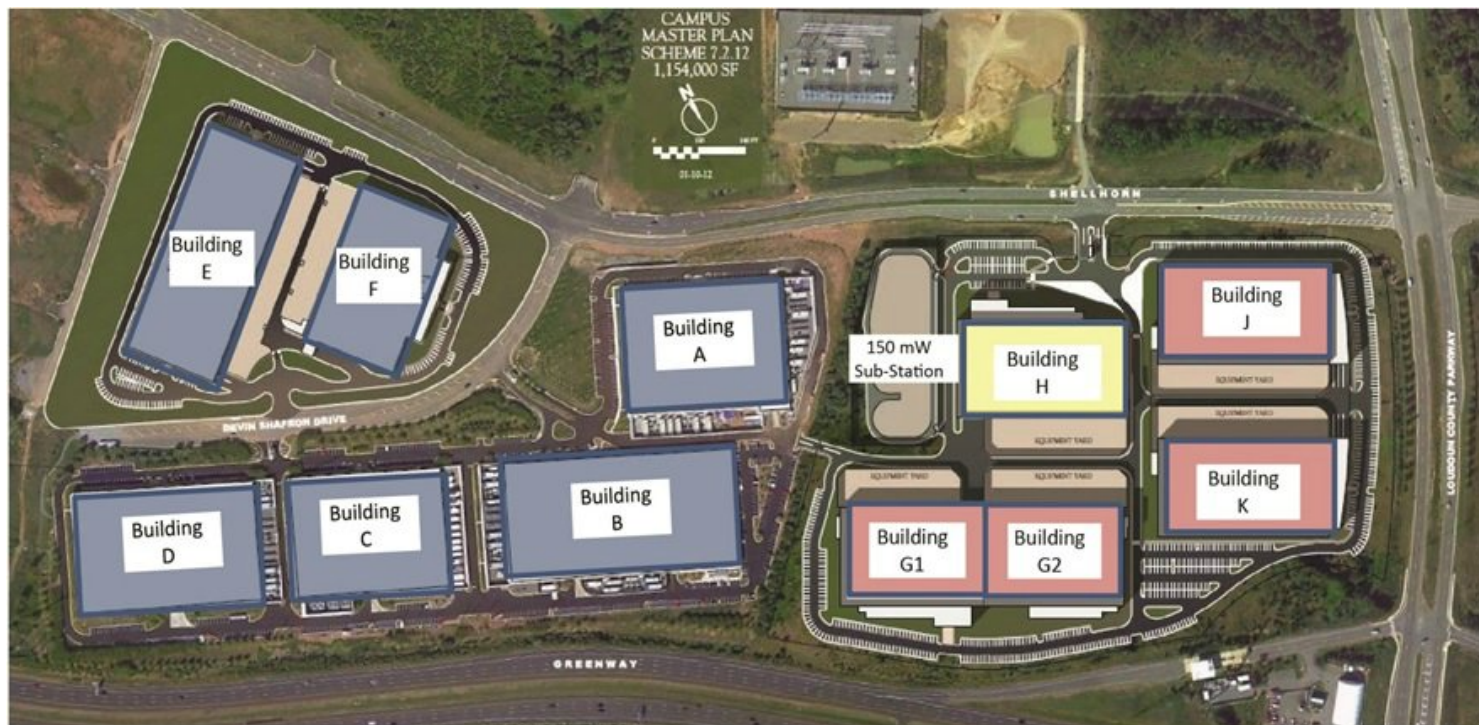 CAMPUS
MASTER PLAN
SCHEME 7.2.12
1,154,000 SF
N
01-10-12
SHELLHORN
Building
E
Building
F
Building
A
Building
J
150 mW
Sub-Station
Building
H
EQUIPMENT YARD
EQUIPMENT YARD
DEVIN SHAFRON DRIVE
EQUIPMENT YARD
LOUDOUN COUNTY PARKWAY
Building
D
Building
C
Building
B
EQUIPMENT YARD
EQUIPMENT YARD
Building
K
Building
G1
Building
G2
GREENWAY